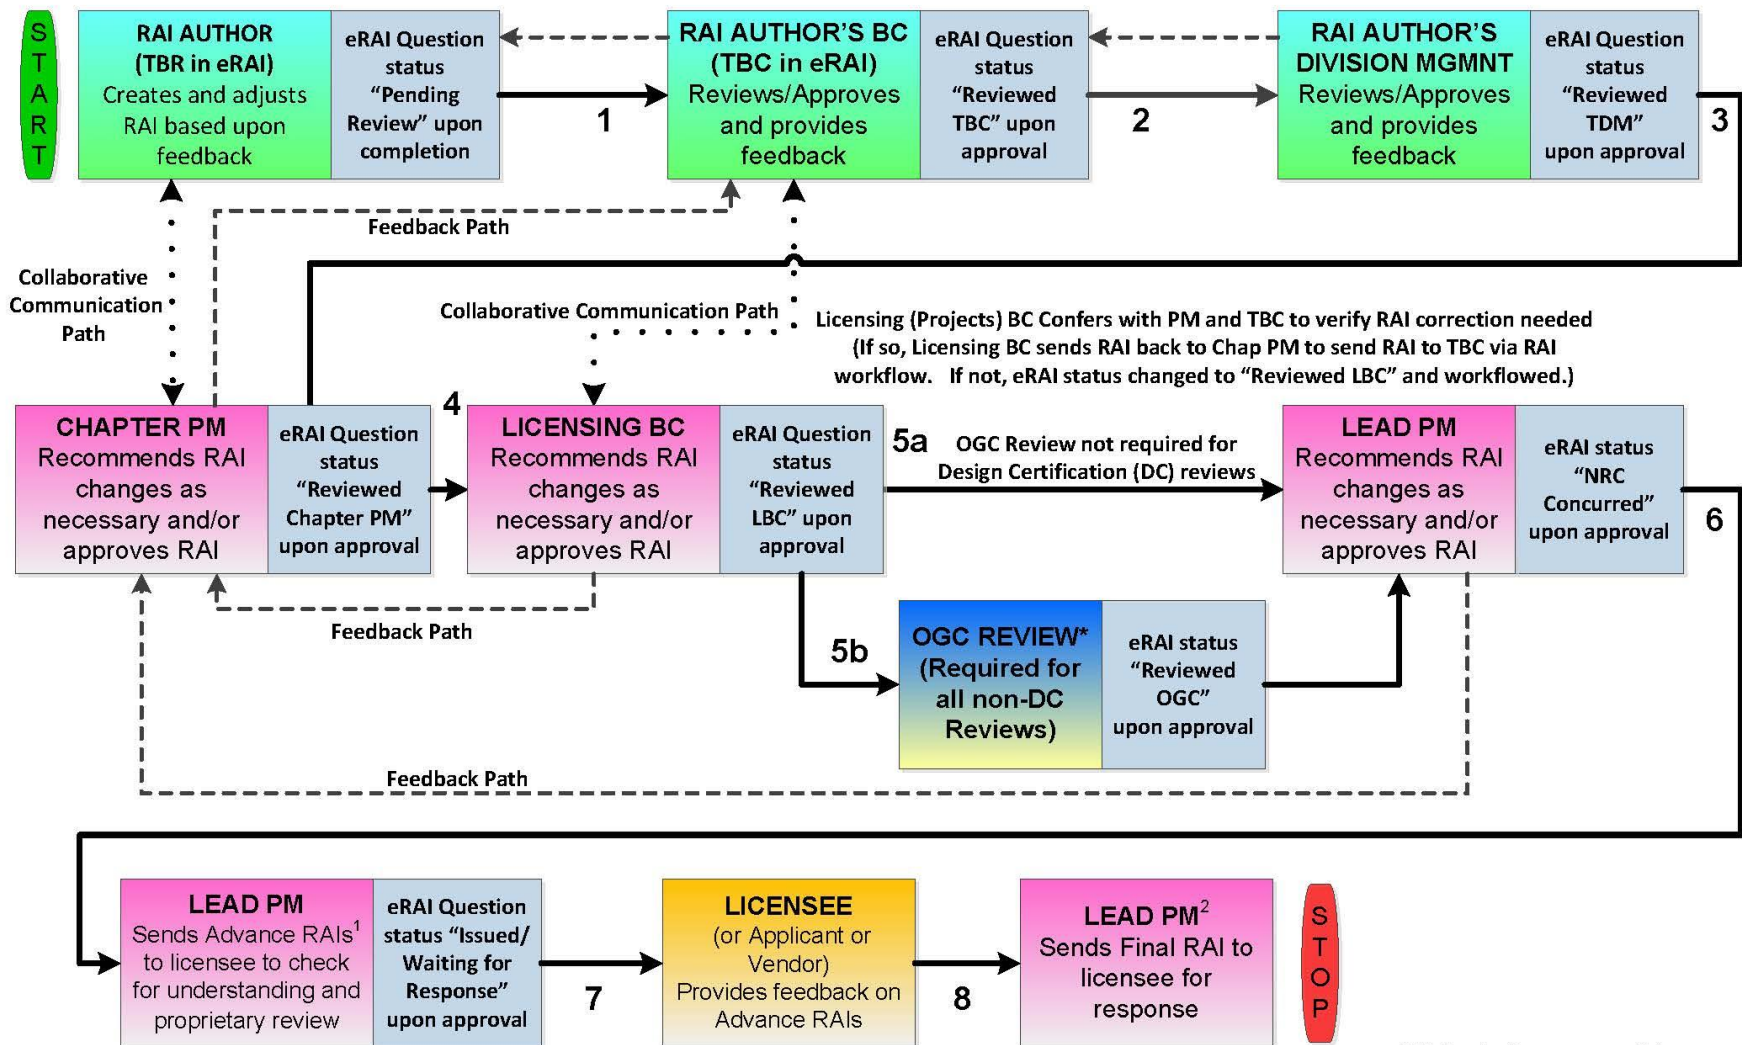 START
RAI AUTHOR
(TBR in eRAI)
Creates and adjusts
RAI based upon
feedback
eRAI Question
status
“Pending
Review” upon
completion
1
RAI AUTHOR’S BC
(TBC in eRAI)
Reviews/Approves
and provides
feedback
eRAI Question
status
“Reviewed
TBC” upon
approval
2
RAI AUTHOR’S
DIVISION MGMNT
Reviews/Approves
and provides
feedback
eRAI Question
status
“Reviewed
TDM”
upon approval
3
Feedback Path
Collaborative
Communication
Path
Collaborative Communication Path
Licensing (Projects) BC Confers with PM and TBC to verify RAI correction needed
(If so, Licensing BC sends RAI back to Chap PM to send RAI to TBC via RAI
workflow. If not, eRAI status changed to “Reviewed LBC” and workflowed.)
CHAPTER PM
Recommends RAI
changes as
necessary and/or
approves RAI
eRAI Question
status
“Reviewed
Chapter PM”
upon approval
4
LICENSING BC
Recommends RAI
changes as
necessary and/or
approves RAI
eRAI Question
status
“Reviewed
LBC” upon
approval
5a
OGC Review not required for
Design Certification (DC) reviews
LEAD PM
Recommends RAI
changes as
necessary and/or
approves RAI
eRAI status
“NRC
Concurred”
upon approval
6
Feedback Path
5b
OGC REVIEW*
(Required for
all non-DC
Reviews)
eRAI status
“Reviewed
OGC”
upon approval
Feedback Path
LEAD PM
Sends Advance RAIs1
to licensee to check
for understanding and
proprietary review
eRAI Question
status “Issued/
Waiting for
Response”
upon approval
7
LICENSEE
(or Applicant or
Vendor)
Provides feedback on
Advance RAIs
8
LEAD PM2
Sends Final RAI to
licensee for
response
STOP